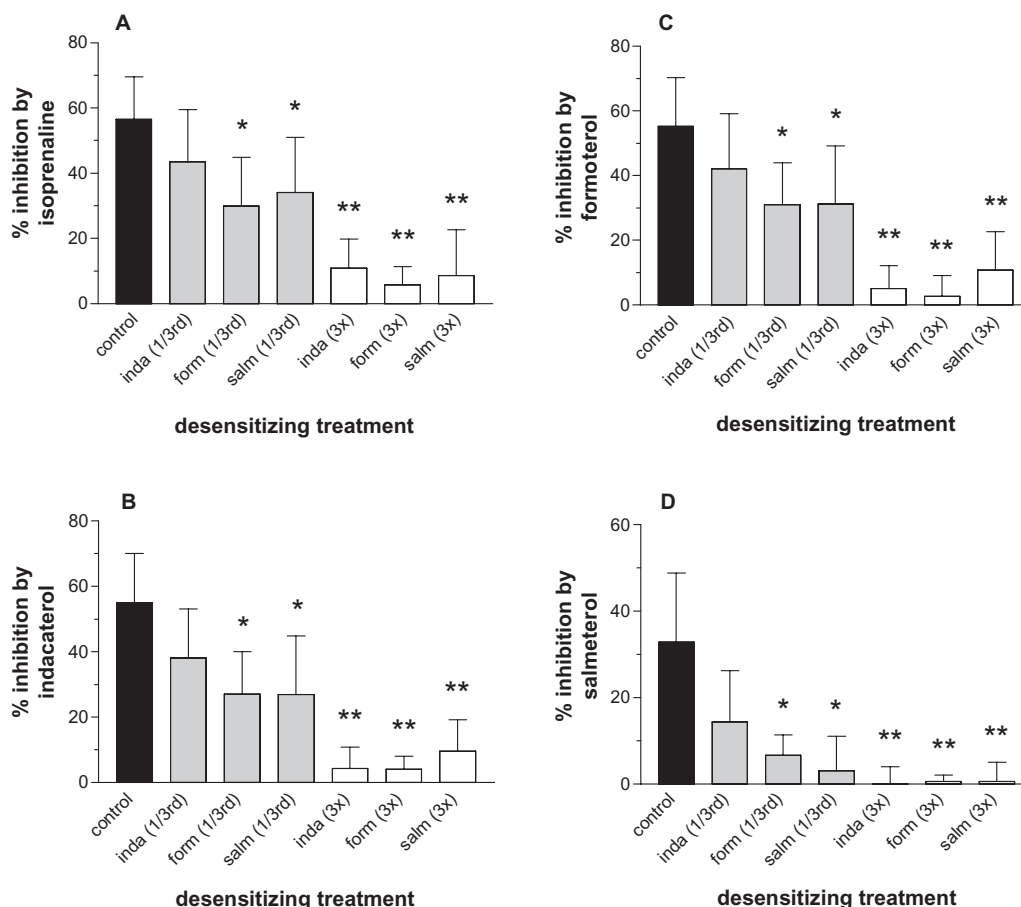 A
% inhibition by
isoprenaline
80
60
40
20
0
*
*
**
**
**
control
inda (1/3rd)
form (1/3rd)
salm (1/3rd)
inda (3x)
form (3x)
salm (3x)
desensitizing treatment
C
% inhibition by
formoterol
80
60
40
20
0
*
*
**
**
**
control
inda (1/3rd)
form (1/3rd)
salm (1/3rd)
inda (3x)
form (3x)
salm (3x)
desensitizing treatment
B
% inhibition by
indacaterol
80
60
40
20
0
*
*
**
**
**
control
inda (1/3rd)
form (1/3rd)
salm (1/3rd)
inda (3x)
form (3x)
salm (3x)
desensitizing treatment
D
% inhibition by
salmeterol
60
40
20
0
*
*
**
**
**
control
inda (1/3rd)
form (1/3rd)
salm (1/3rd)
inda (3x)
form (3x)
salm (3x)
desensitizing treatment